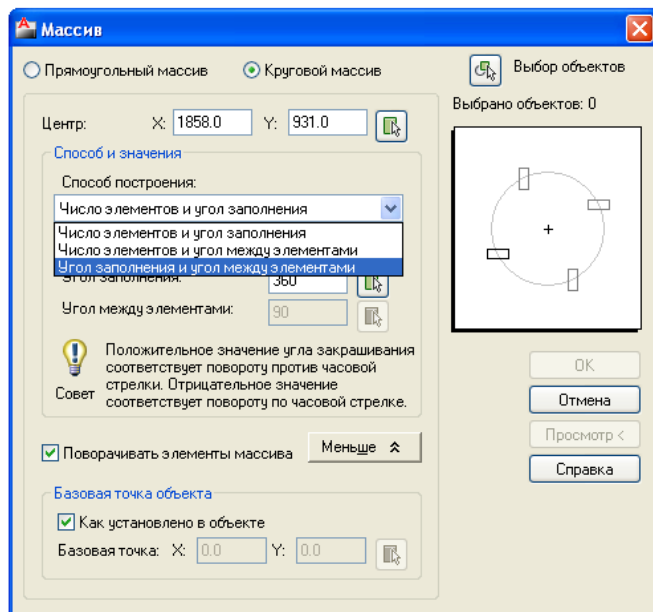 Массив
Прямоугольный массив
Круговой массив
Выбор объектов
Выбрано объектов: 0
Центр: X: 1858.0 Y: 931.0
Способ и значения
Способ построения:
Число элементов и угол заполнения
Число элементов и угол заполнения
Число элементов и угол между элементами
Угол заполнения и угол между элементами
Угол заполнения: 360
Угол между элементами: 90
Положительное значение угла закрашивания
соответствует повороту против часовой
стрелки. Отрицательное значение
соответствует повороту по часовой стрелке.
Совет
OK
Отмена
Просмотр <
Справка
Поворачивать элементы массива
Меньше
Базовая точка объекта
Как установлено в объекте
Базовая точка: X: 0.0 Y: 0.0